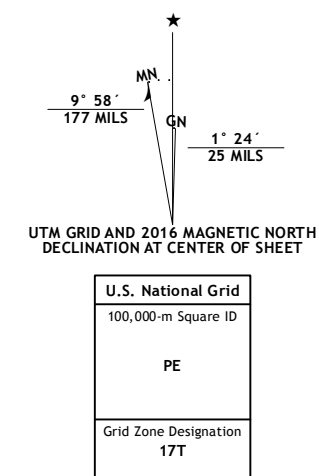 ★
MN
GN
9° 58´
177 MILS
1° 24´
25 MILS
UTM GRID AND 2016 MAGNETIC NORTH
DECLINATION AT CENTER OF SHEET
U.S. National Grid
100,000-m Square ID
PE
Grid Zone Designation
17T